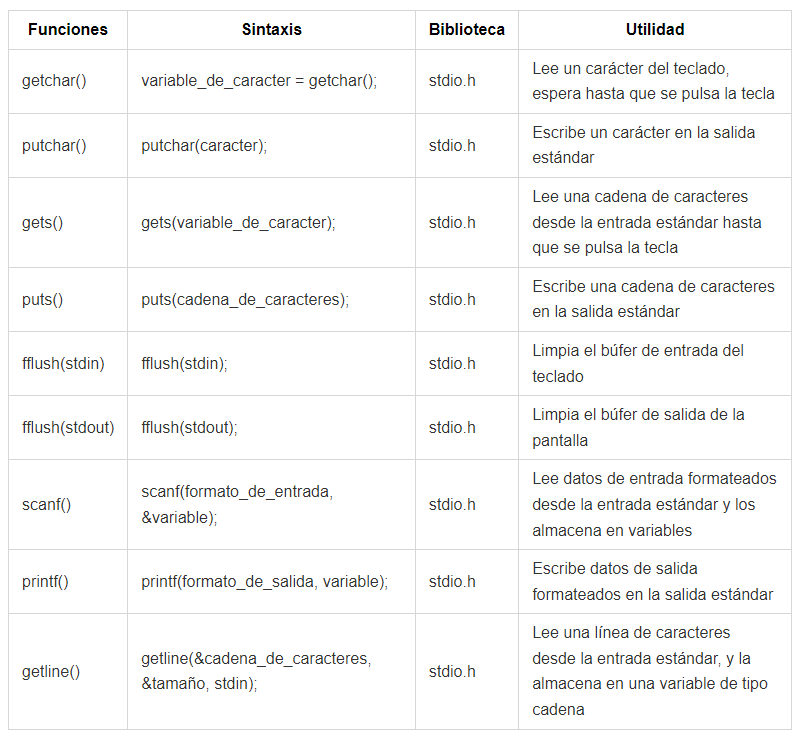 Funciones Sintaxis Biblioteca Utilidad
getchar() variable_de_caracter = getchar(); stdio.h Lee un carácter del teclado,
espera hasta que se pulsa la tecla
putchar() putchar(caracter); stdio.h Escribe un carácter en la salida
estándar
gets() gets(variable_de_caracter); stdio.h Lee una cadena de caracteres
desde la entrada estándar hasta
que se pulsa la tecla
puts() puts(cadena_de_caracteres); stdio.h Escribe una cadena de caracteres
en la salida estándar
fflush(stdin) fflush(stdin); stdio.h Limpia el búfer de entrada del
teclado
fflush(stdout) fflush(stdout); stdio.h Limpia el búfer de salida de la
pantalla
scanf() scanf(formato_de_entrada,
&variable); stdio.h Lee datos de entrada formateados
desde la entrada estándar y los
almacena en variables
printf() printf(formato_de_salida, variable); stdio.h Escribe datos de salida
formateados en la salida estándar
getline() getline(&cadena_de_caracteres,
&tamaño, stdin); stdio.h Lee una línea de caracteres
desde la entrada estándar, y la
almacena en una variable de tipo
cadena